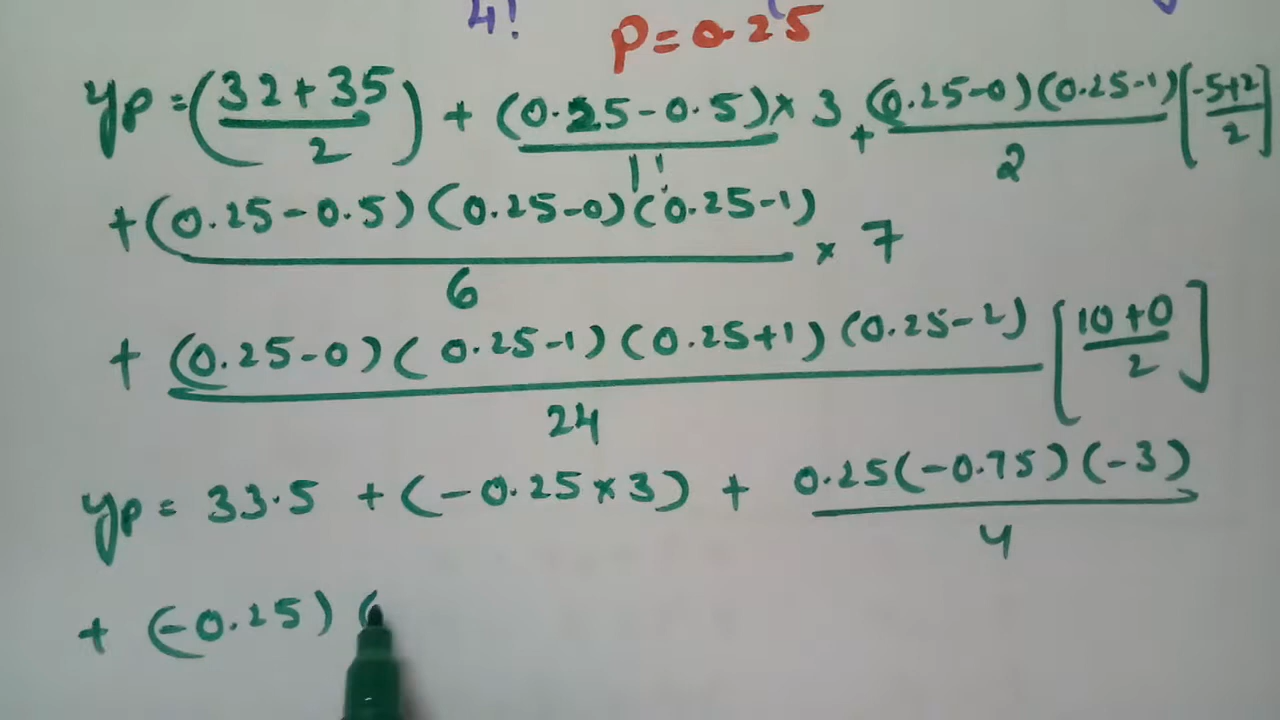 4!
P=0.25
yp=(32+35/2) + (0.25-0.5)/1! × 3 + (0.25-0)(0.25-1)/2 [-5+2/2]
+(0.25-0.5)(0.25-0)(0.25-1)/6 × 7
+ (0.25-0)(0.25-1)(0.25+1)(0.25-2)/24 [10+0/2]
yp= 33.5 +(-0.25×3) + 0.25(-0.75)(-3)/4
+ (-0.25)(